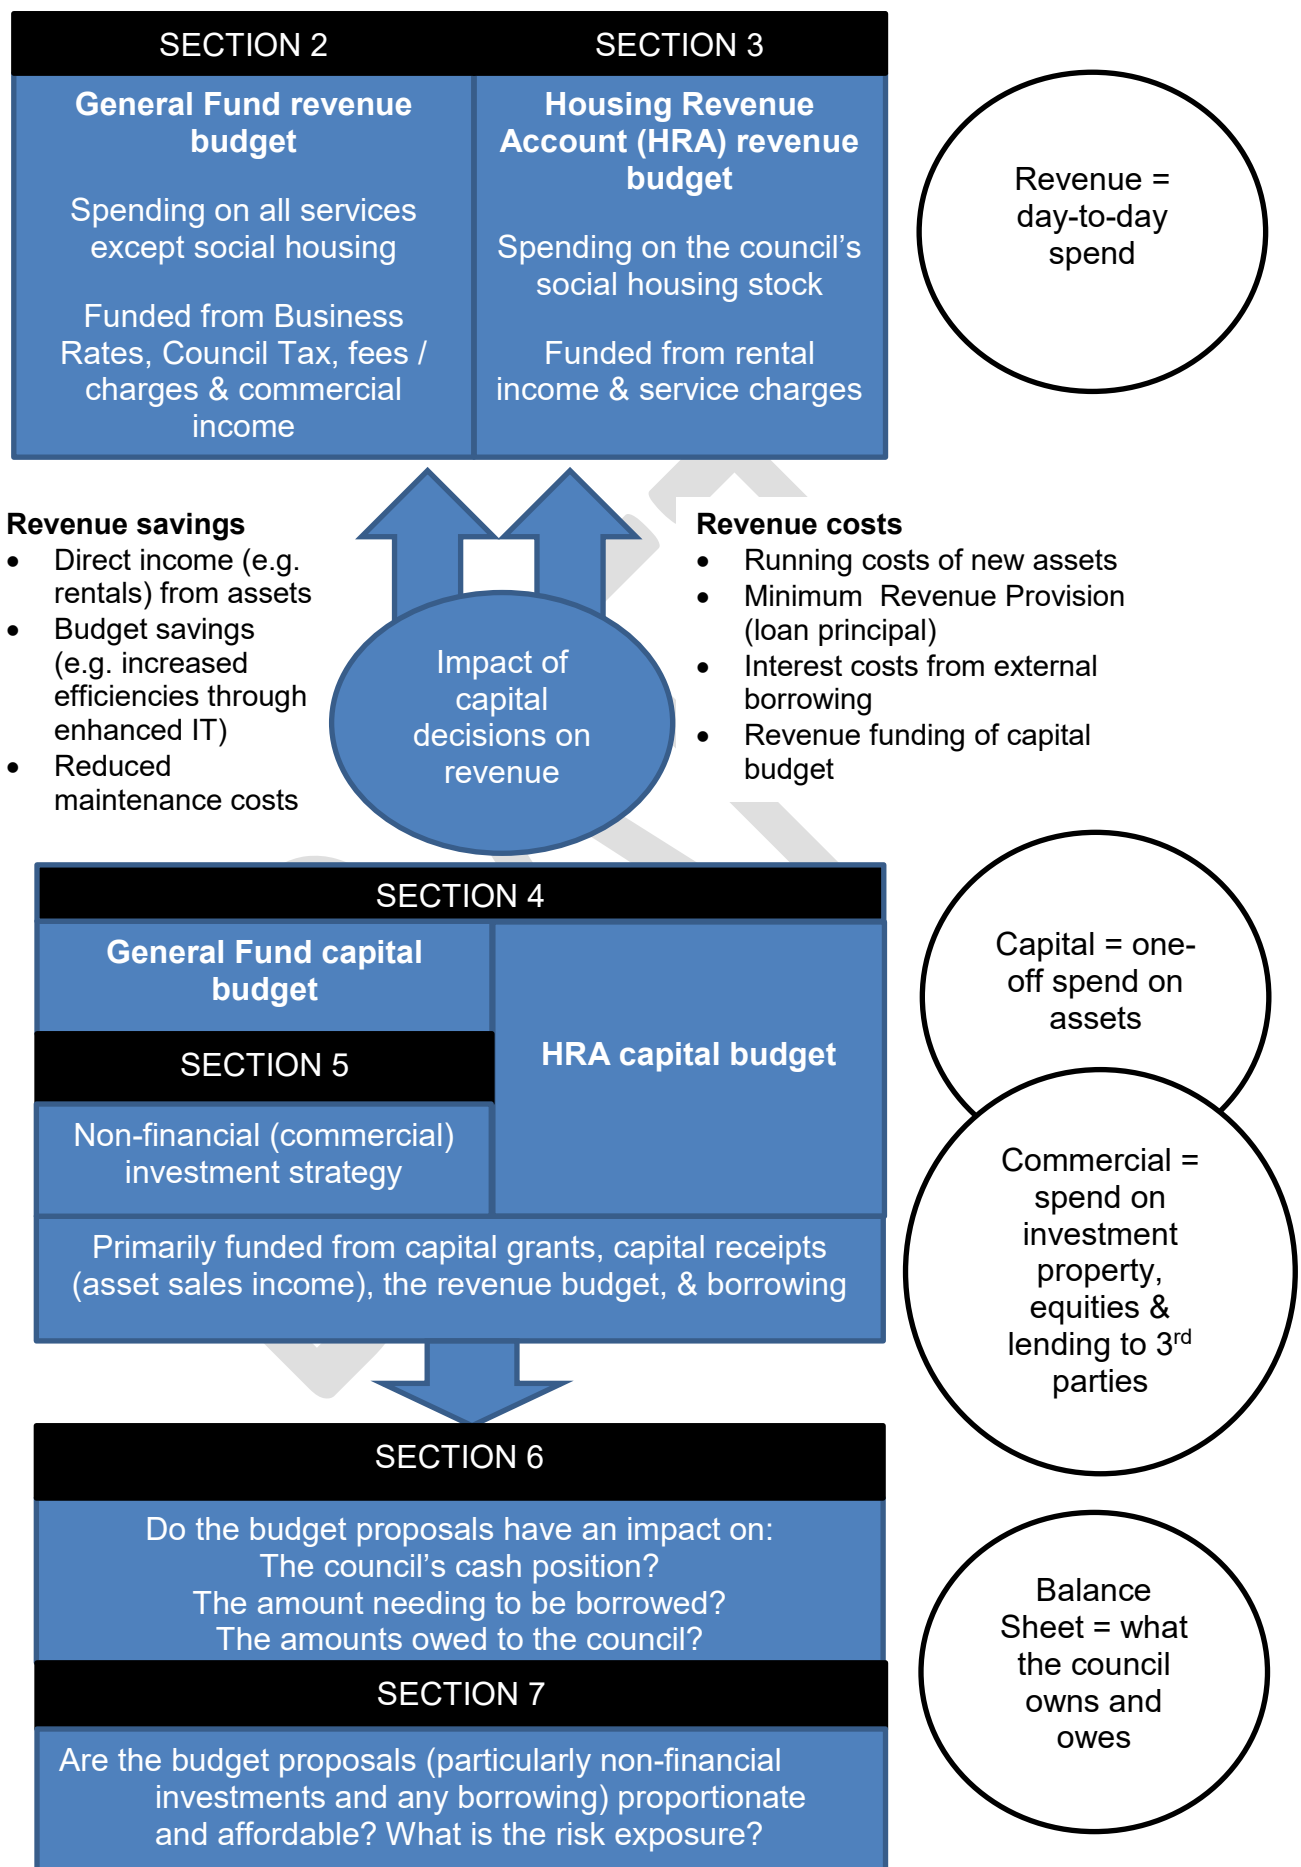 SECTION 2
SECTION 3
General Fund revenue
budget
Spending on all services
except social housing
Funded from Business
Rates, Council Tax, fees /
charges & commercial
income
Housing Revenue
Account (HRA) revenue
budget
Spending on the council's
social housing stock
Funded from rental
income & service charges
Revenue =
day-to-day
spend
Revenue savings
• Direct income (e.g.
rentals) from assets
• Budget savings
(e.g. increased
efficiencies through
enhanced IT)
• Reduced
maintenance costs
Impact of
capital
decisions on
revenue
Revenue costs
• Running costs of new assets
• Minimum  Revenue Provision
(loan principal)
• Interest costs from external
borrowing
• Revenue funding of capital
budget
SECTION 4
General Fund capital
budget
HRA capital budget
SECTION 5
Non-financial (commercial)
investment strategy
Primarily funded from capital grants, capital receipts
(asset sales income), the revenue budget, & borrowing
Capital = one-
off spend on
assets
Commercial =
spend on
investment
property,
equities &
lending to 3rd
parties
SECTION 6
Do the budget proposals have an impact on:
The council's cash position?
The amount needing to be borrowed?
The amounts owed to the council?
SECTION 7
Are the budget proposals (particularly non-financial
investments and any borrowing) proportionate
and affordable? What is the risk exposure?
Balance
Sheet = what
the council
owns and
owes